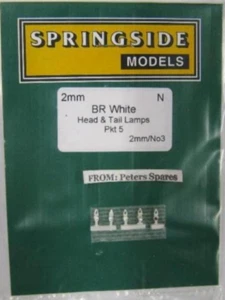 SPRINGSIDE
MODELS
2mm N
BR White
Head & Tail Lamps
Pkt 5
2mm/No3
FROM: Peters Spares